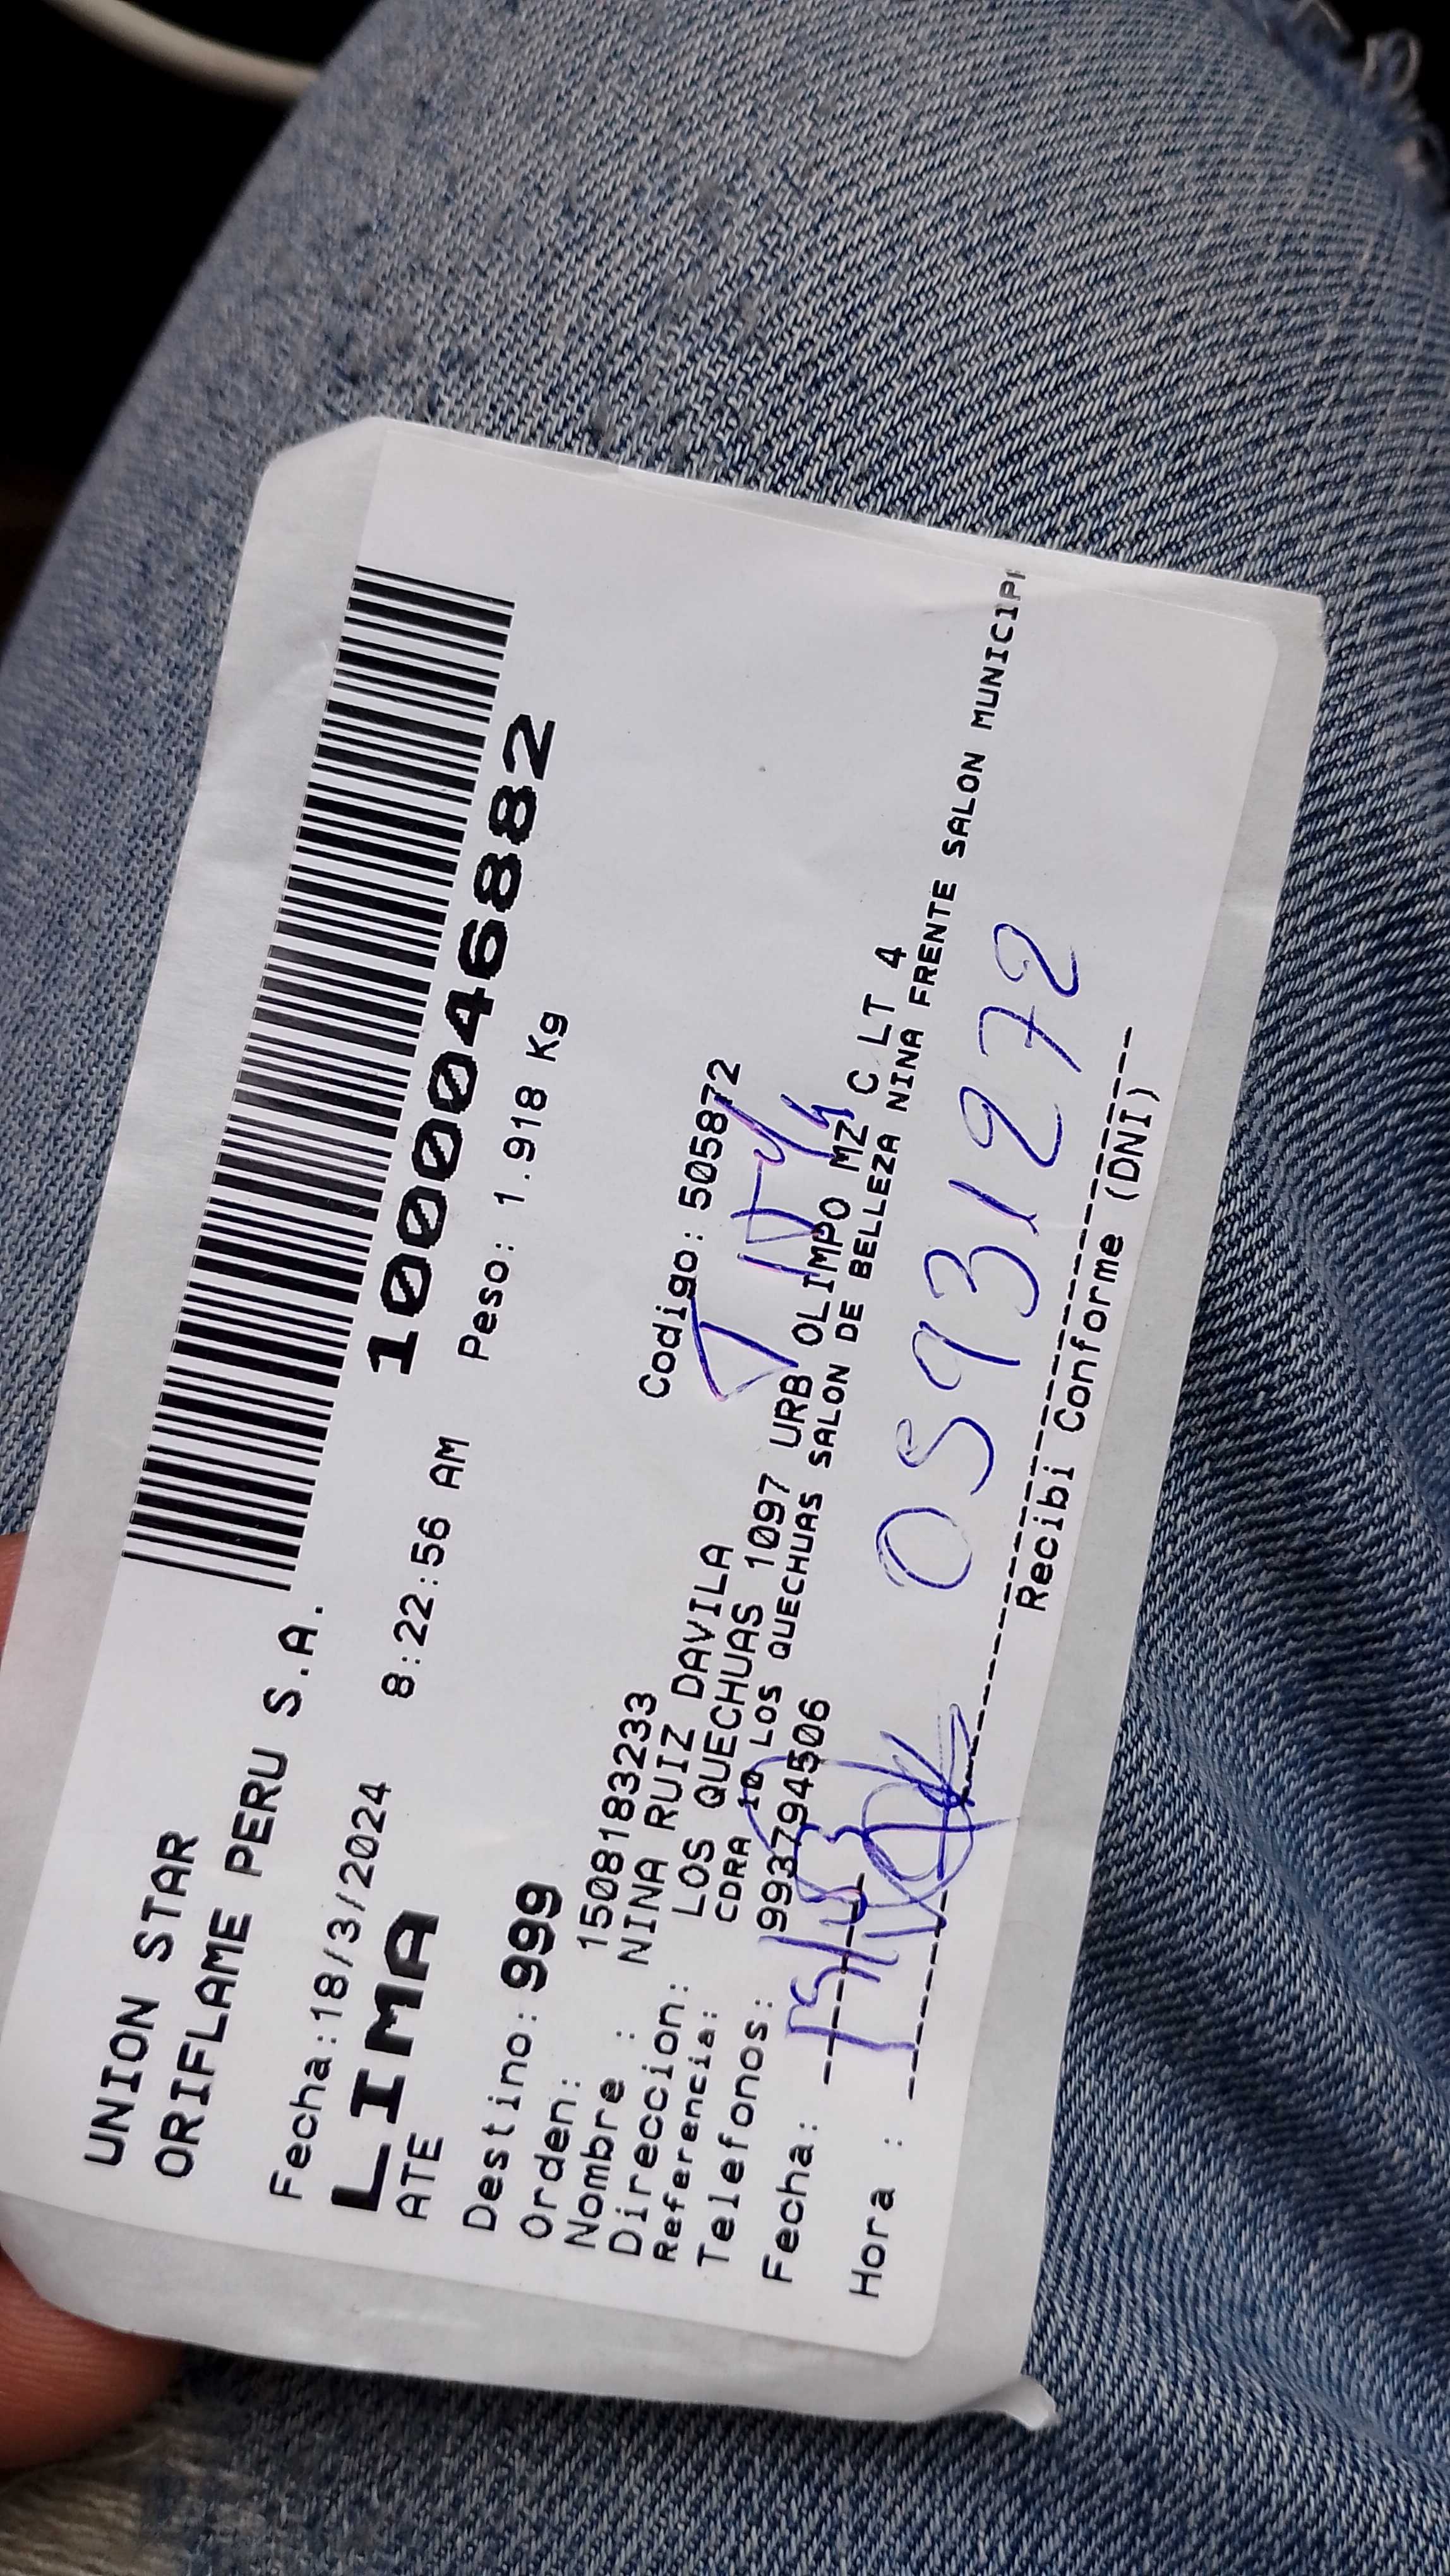 UNION STAR
ORIFLAME PERU S.A.
Fecha:18/3/2024 8:22:56 AM
1000046882
LIMA
Peso: 1.918 Kg
ATE
Destino: 999
Orden: 1508183233
Nombre : NINA RUIZ DAVILA
Codigo: 505872
Direccion: LOS QUECHUAS 1097 URB OLIMPO MZ C LT 4
Referencia: CDRA 10 LOS QUECHUAS SALON DE BELLEZA NINA FRENTE SALON MUNICIP
Telefonos: 993794506
Fecha:
Hora :
Recibi Conforme (DNI)